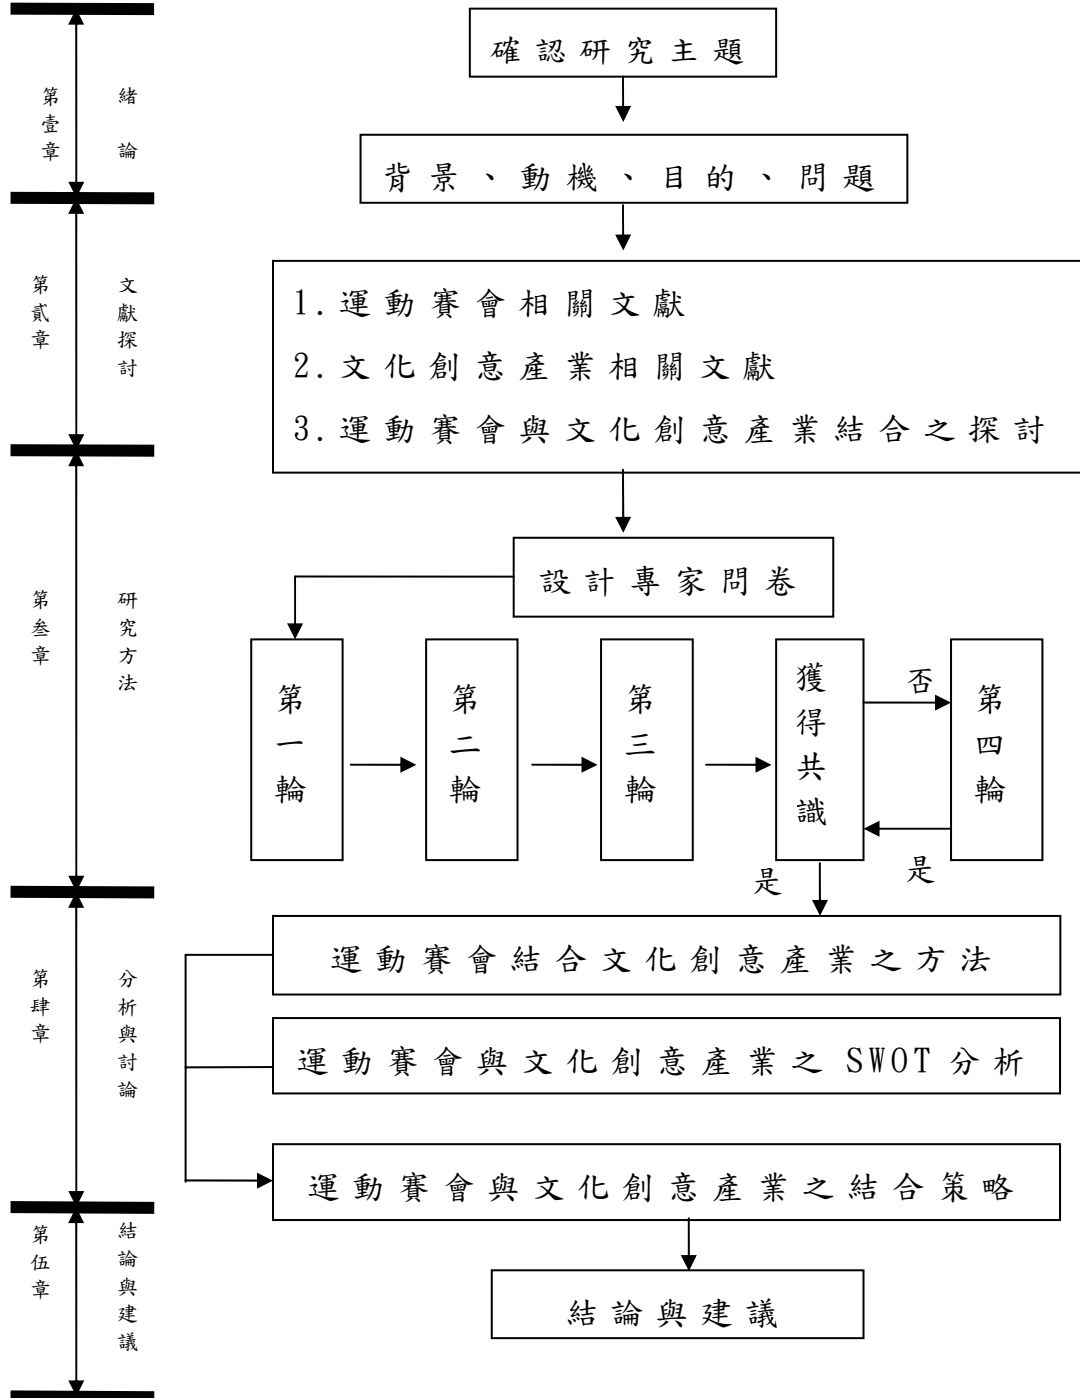 確認研究主題
第壹章
緒論
背景、動機、目的、問題
第貳章
文獻探討
1.運動賽會相關文獻
2.文化創意產業相關文獻
3.運動賽會與文化創意產業結合之探討
設計專家問卷
第叁章
研究方法
第一輪
第二輪
第三輪
獲得共識
否
第四輪
是
是
第肆章
分析與討論
運動賽會結合文化創意產業之方法
運動賽會與文化創意產業之 SWOT 分析
運動賽會與文化創意產業之結合策略
第伍章
結論與建議
結論與建議